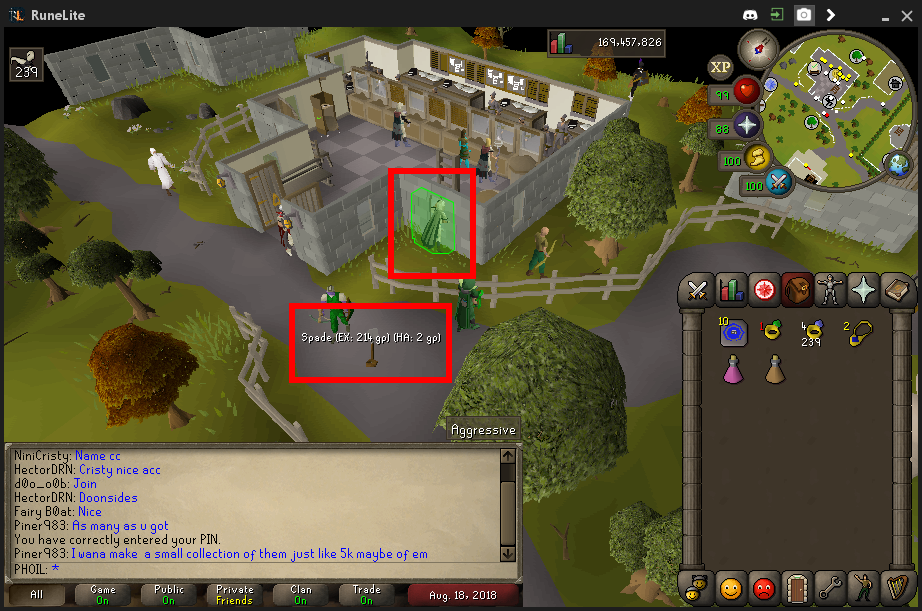 RuneLite
239
169,457,826
XP
99
88
100
100
Spade (EX: 214 gp) (HA: 2 gp)
10
4
239
2
Aggressive
NiniCristy: Name cc
HectorDRN: Cristy nice acc
d0o_o0b: Join
HectorDRN: Doonsides
Fairy B0at: Nice
Piner983: As many as u got
You have correctly entered your PIN.
Piner983: I wana make a small collection of them just like 5k maybe of em
PHOIL: *
All
Game
On
Public
On
Private
Friends
Clan
On
Trade
On
Aug. 18, 2018